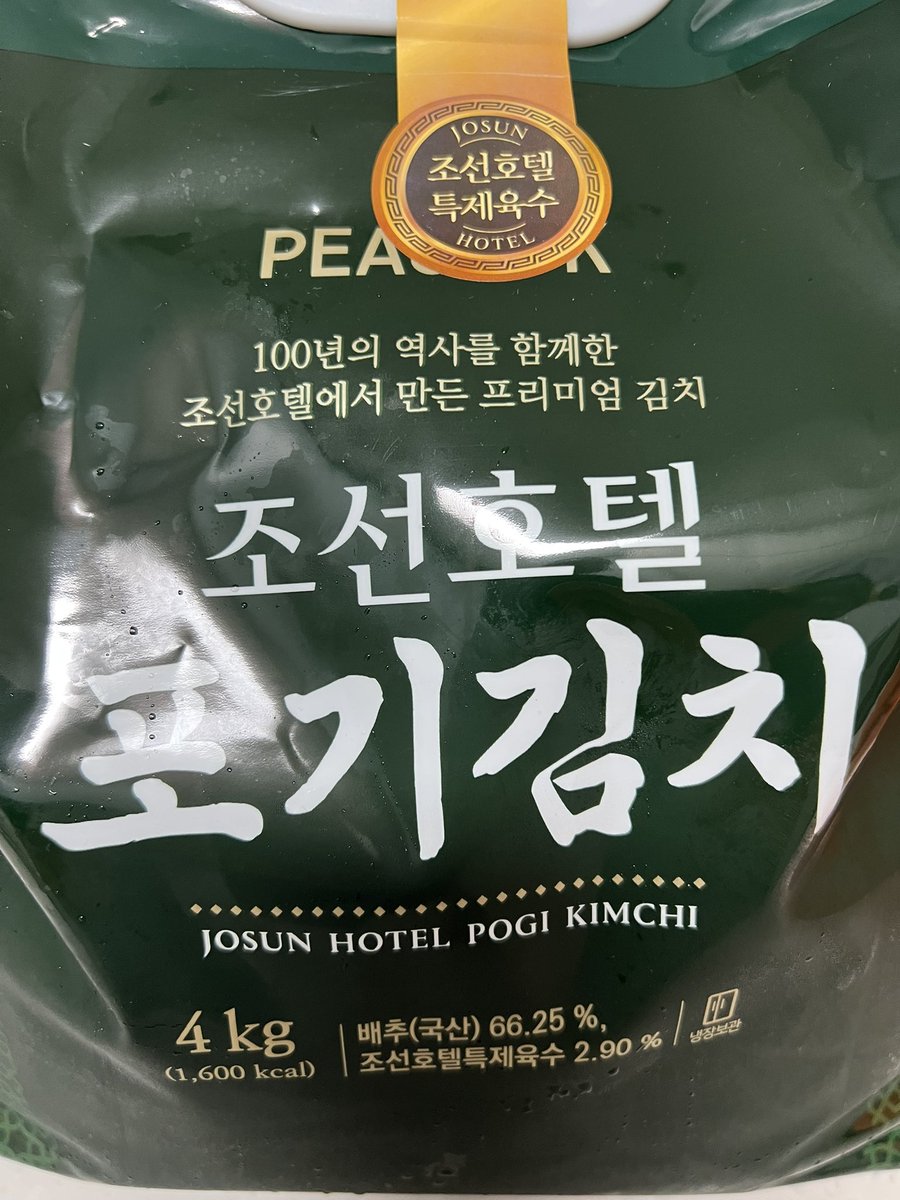 JOSUN
조선호텔
특제육수
HOTEL
100년의 역사를 함께한
조선호텔에서 만든 프리미엄 김치
조선호텔
포기김치
JOSUN HOTEL POGI KIMCHI
4 kg
(1,600 kcal)
배추(국산) 66.25 %,
조선호텔특제육수 2.90 %
냉장보관